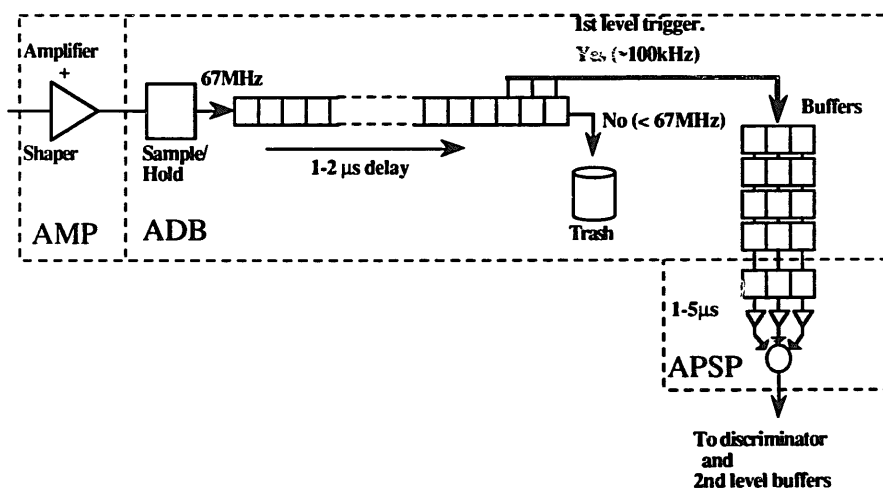 1st level trigger.
Yes (~100kHz)
Amplifier
+
Shaper
67MHz
Sample/
Hold
1-2 µs delay
No (< 67MHz)
Trash
Buffers
AMP
ADB
1-5µs
APSP
To discriminator
and
2nd level buffers